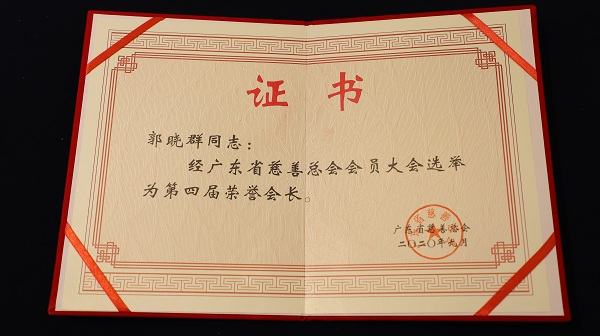 证书
郭晓群同志：
经广东省慈善总会会员大会选举
为第四届荣誉会长。
广东省慈善总会
二〇二〇年九月